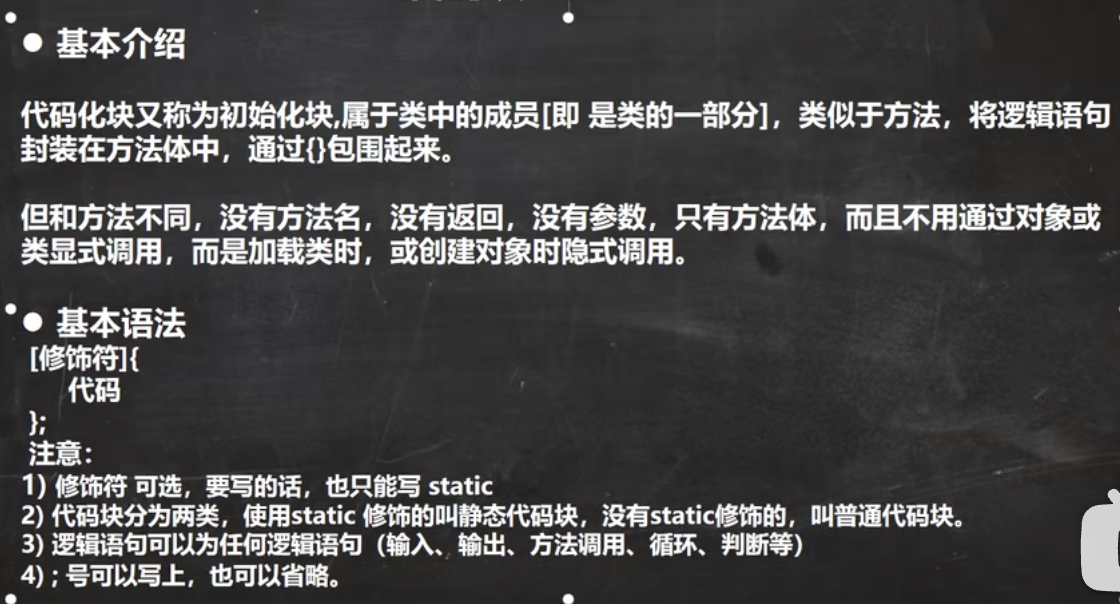 ● 基本介绍
代码化块又称为初始化块,属于类中的成员[即 是类的一部分]，类似于方法，将逻辑语句
封装在方法体中，通过{}包围起来。
但和方法不同，没有方法名，没有返回，没有参数，只有方法体，而且不用通过对象或
类显式调用，而是加载类时，或创建对象时隐式调用。
● 基本语法
[修饰符]{
代码
};
注意：
1) 修饰符 可选，要写的话，也只能写 static
2) 代码块分为两类，使用static 修饰的叫静态代码块，没有static修饰的，叫普通代码块。
3) 逻辑语句可以为任何逻辑语句（输入、输出、方法调用、循环、判断等）
4) ; 号可以写上，也可以省略。